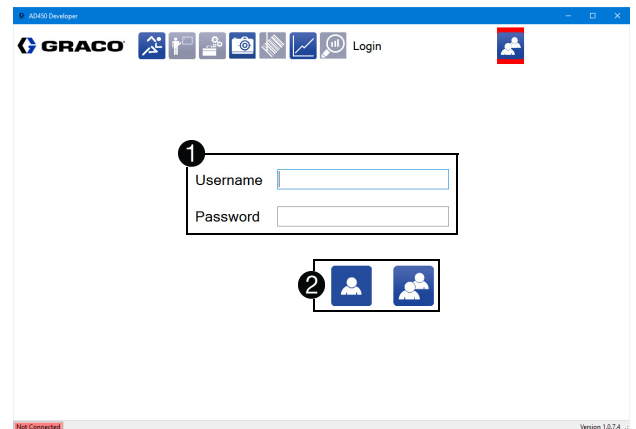 AD450 Developer
GRACO Login
1
Username
Password
2
Not Connected Version 1.0.7.4